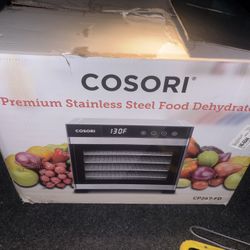 COSORI®
Premium Stainless Steel Food Dehydrat
130F
COSORI
CP267-FD